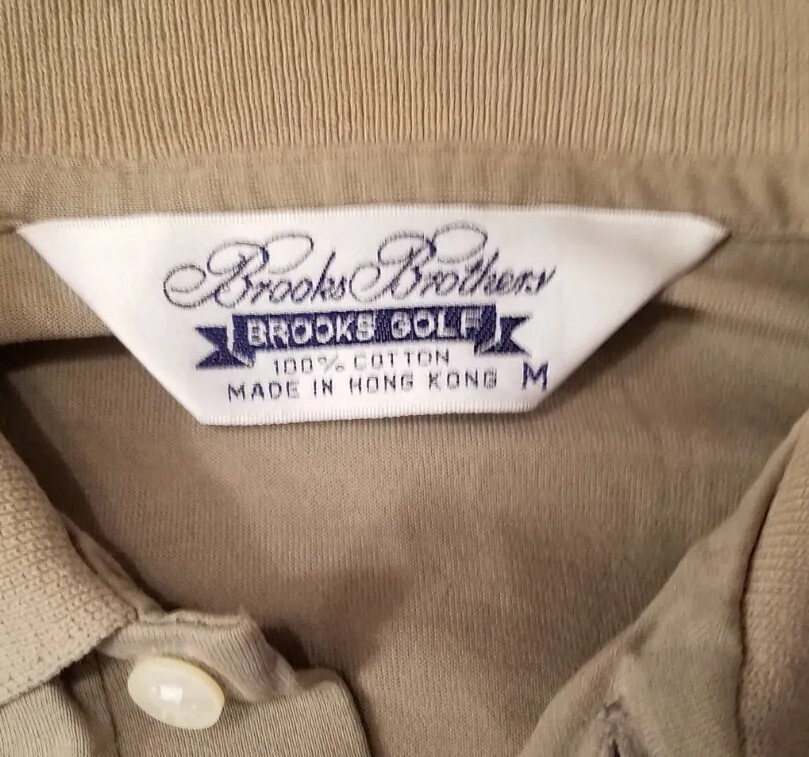 Brooks Brothers
BROOKS GOLF
100% COTTON
MADE IN HONG KONG M